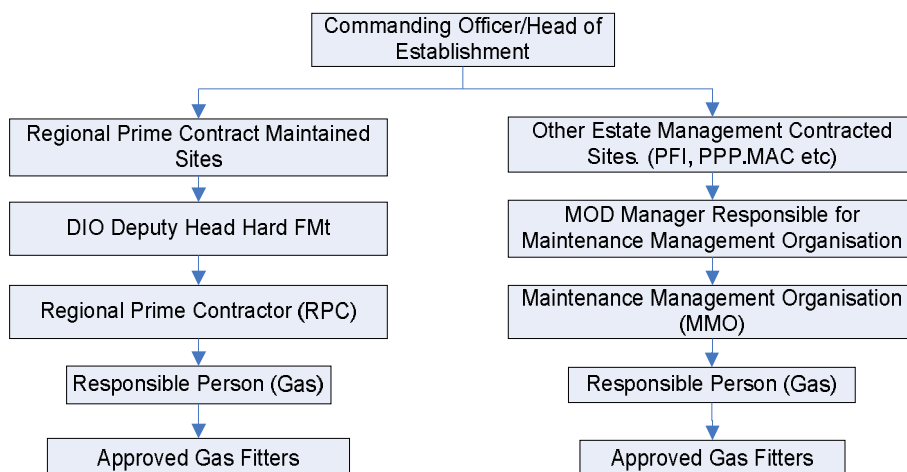 Commanding Officer/Head of
Establishment
Regional Prime Contract Maintained
Sites
DIO Deputy Head Hard FMt
Regional Prime Contractor (RPC)
Responsible Person (Gas)
Approved Gas Fitters
Other Estate Management Contracted
Sites. (PFI, PPP.MAC etc)
MOD Manager Responsible for
Maintenance Management Organisation
Maintenance Management Organisation
(MMO)
Responsible Person (Gas)
Approved Gas Fitters